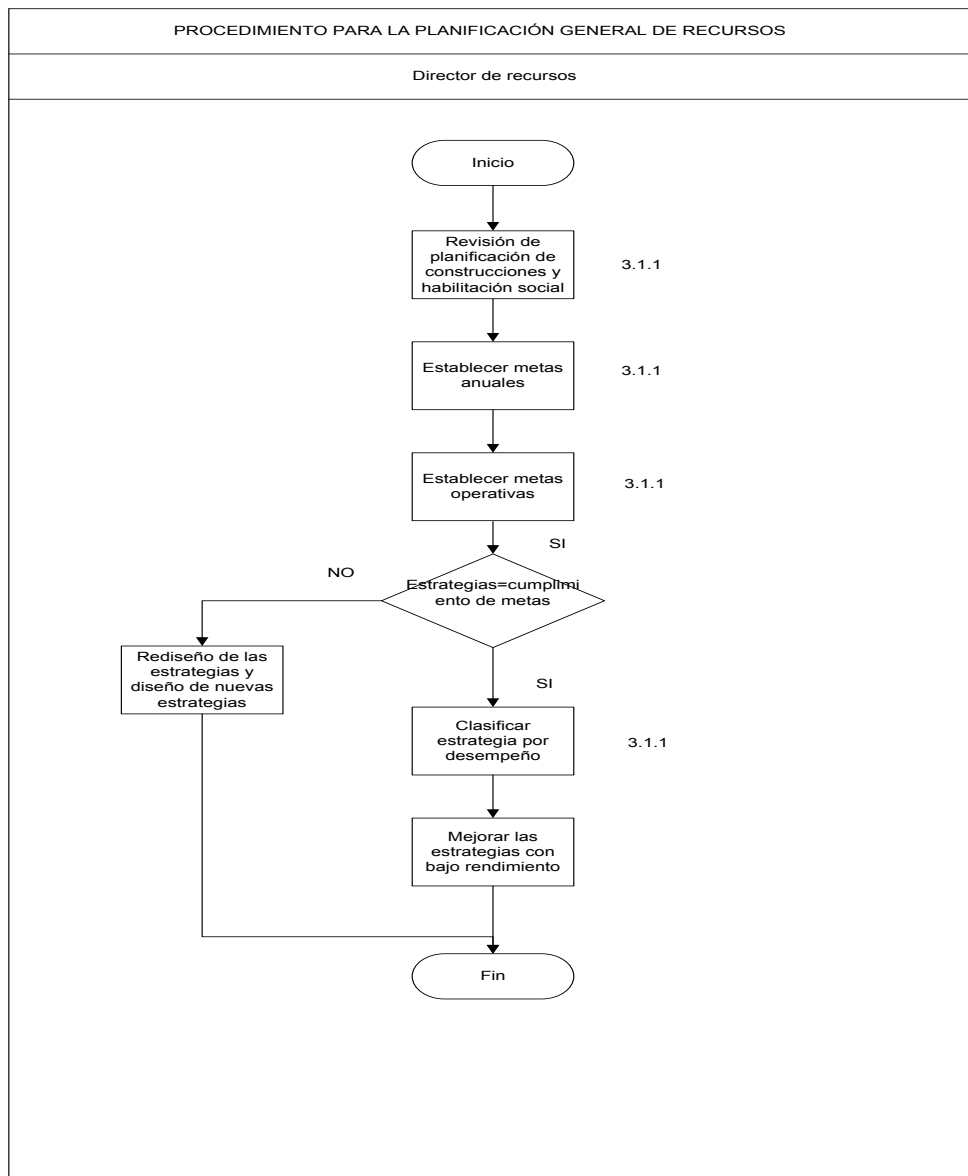 PROCEDIMIENTO PARA LA PLANIFICACIÓN GENERAL DE RECURSOS
Director de recursos
Inicio
Revisión de
planificación de
construcciones y
habilitación social
3.1.1
Establecer metas
anuales
3.1.1
Establecer metas
operativas
3.1.1
SI
NO
Estrategias=cumplimi
ento de metas
Rediseño de las
estrategias y
diseño de nuevas
estrategias
SI
Clasificar
estrategia por
desempeño
3.1.1
Mejorar las
estrategias con
bajo rendimiento
Fin